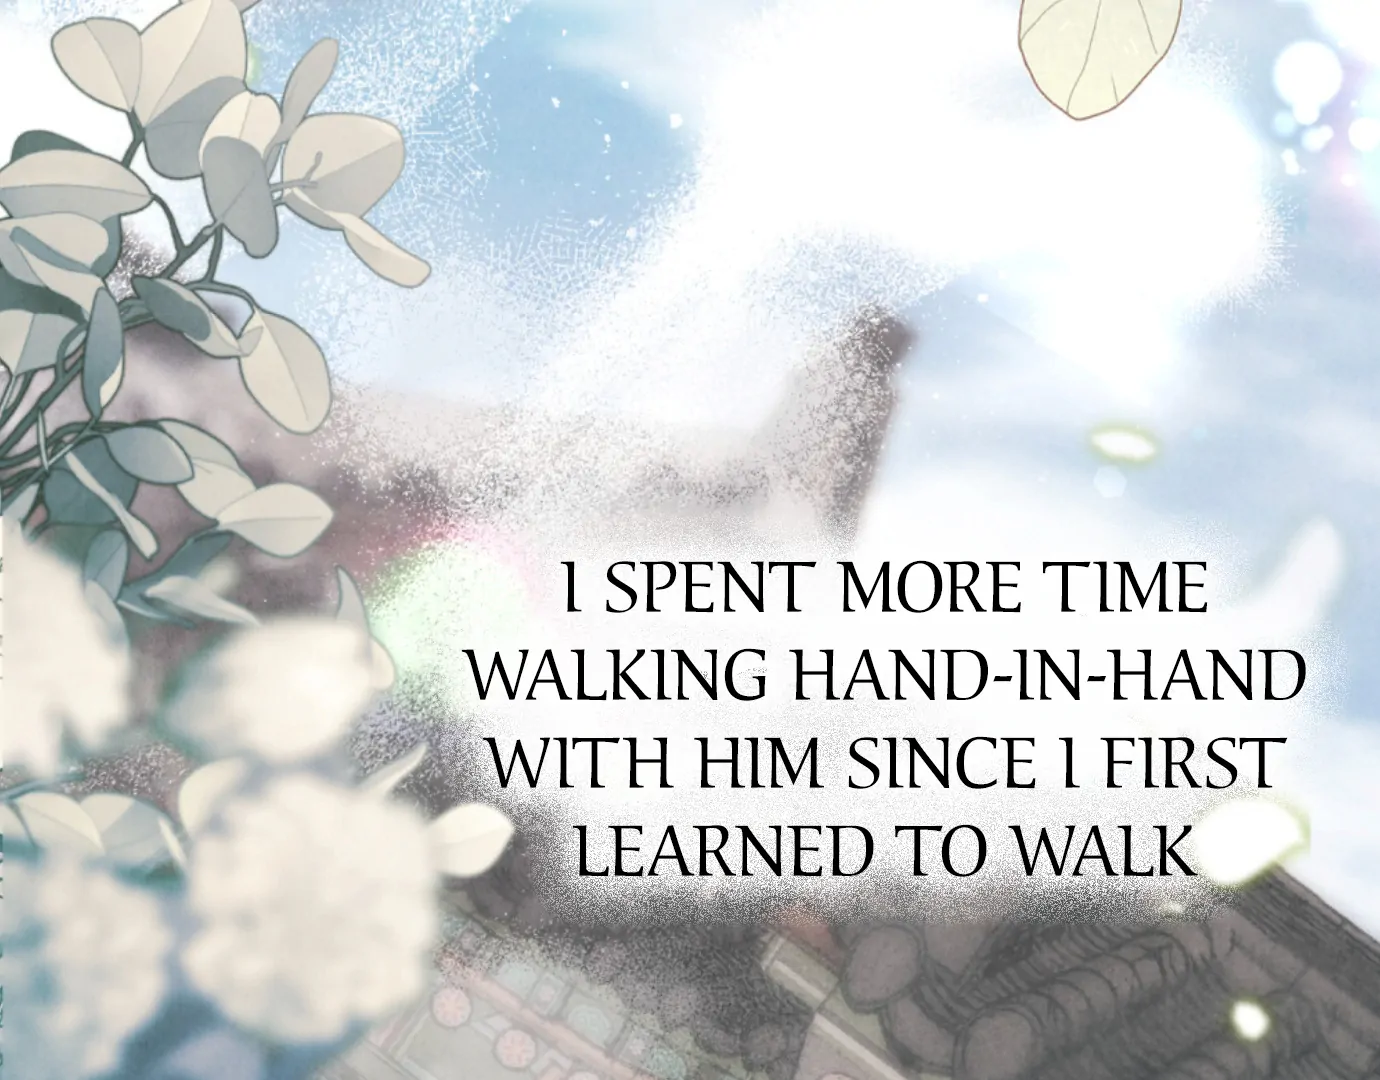 I SPENT MORE TIME
WALKING HAND-IN-HAND
WITH HIM SINCE I FIRST
LEARNED TO WALK